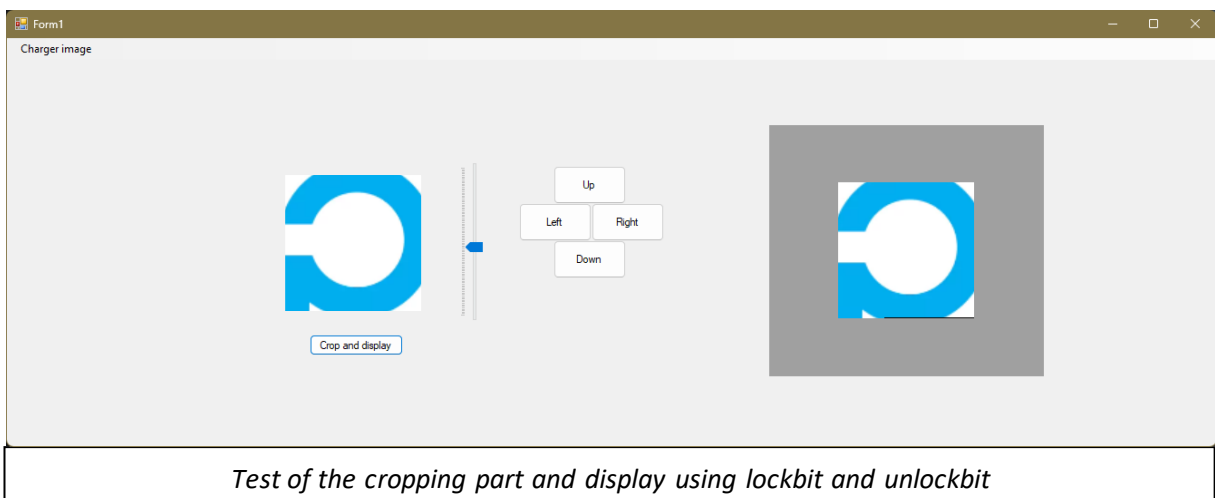 Form1
Charger image
Up
Left Right
Down
Crop and display
Test of the cropping part and display using lockbit and unlockbit